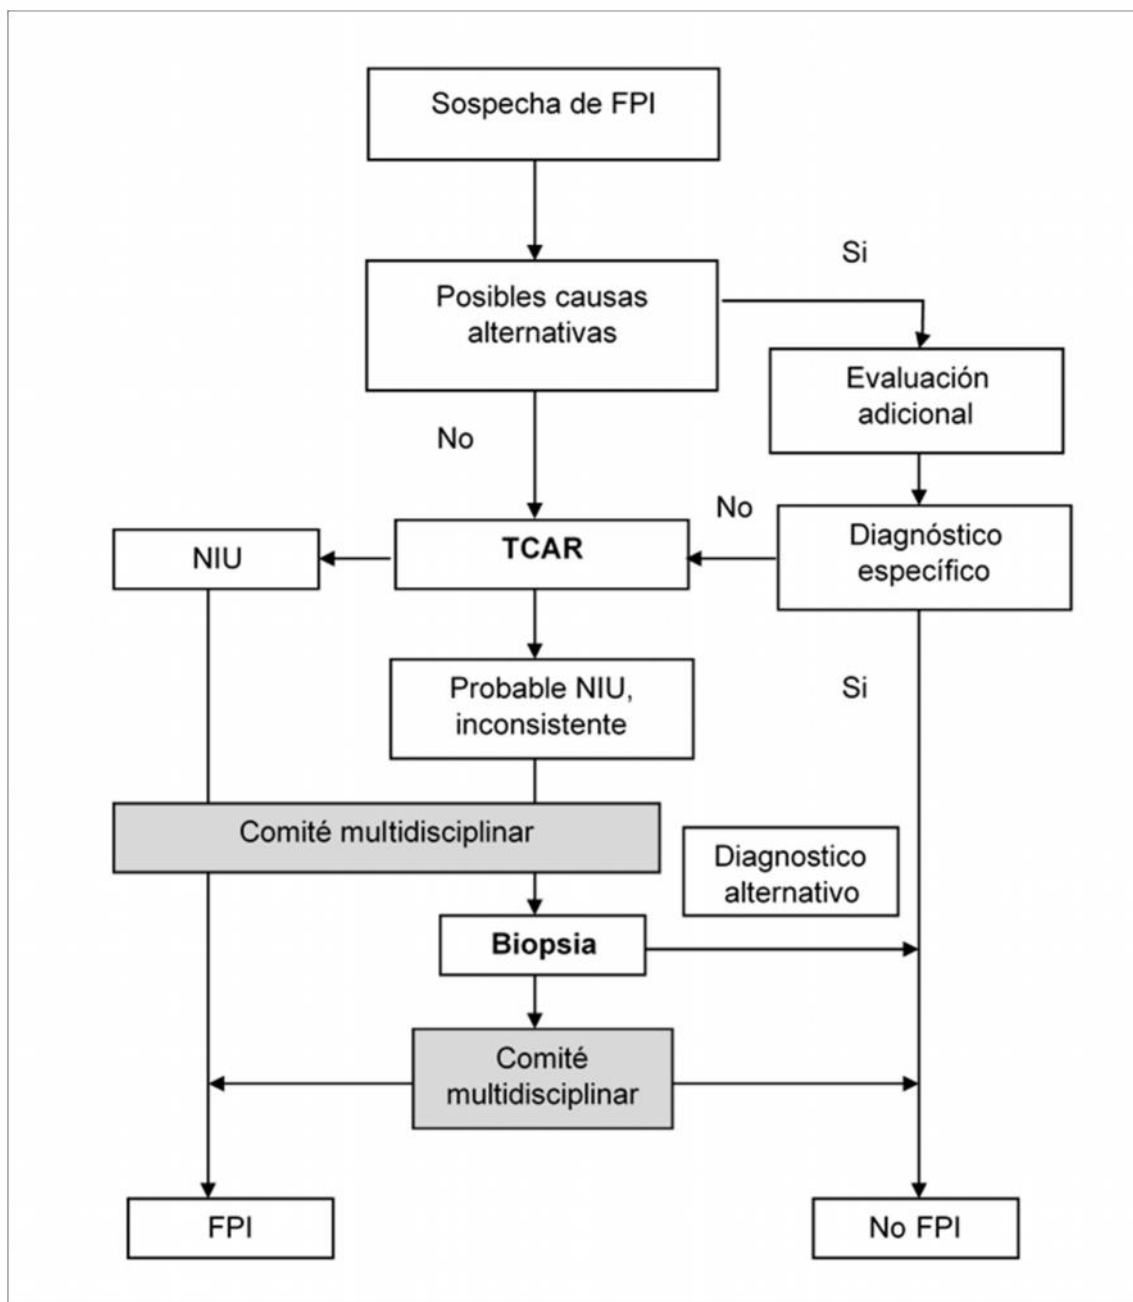 Sospecha de FPI
Si
Posibles causas
alternativas
Evaluación
adicional
No
No
TCAR
NIU
Diagnóstico
específico
Probable NIU,
inconsistente
Si
Comité multidisciplinar
Diagnostico
alternativo
Biopsia
Comité
multidisciplinar
FPI
No FPI